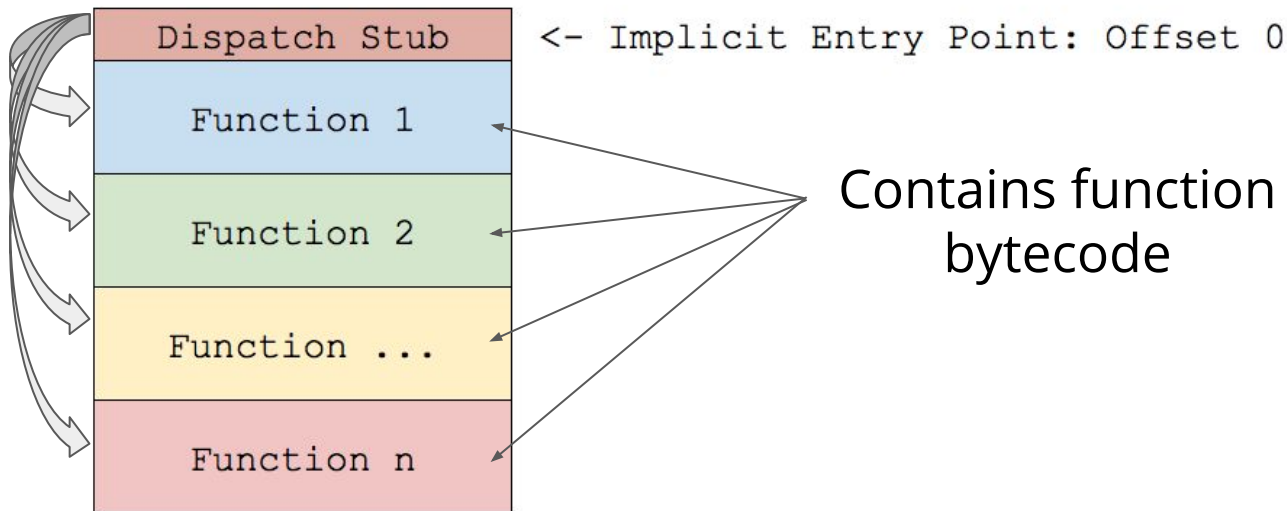 Dispatch Stub <- Implicit Entry Point: Offset 0
Function 1
Contains function
bytecode
Function 2
Function ...
Function n